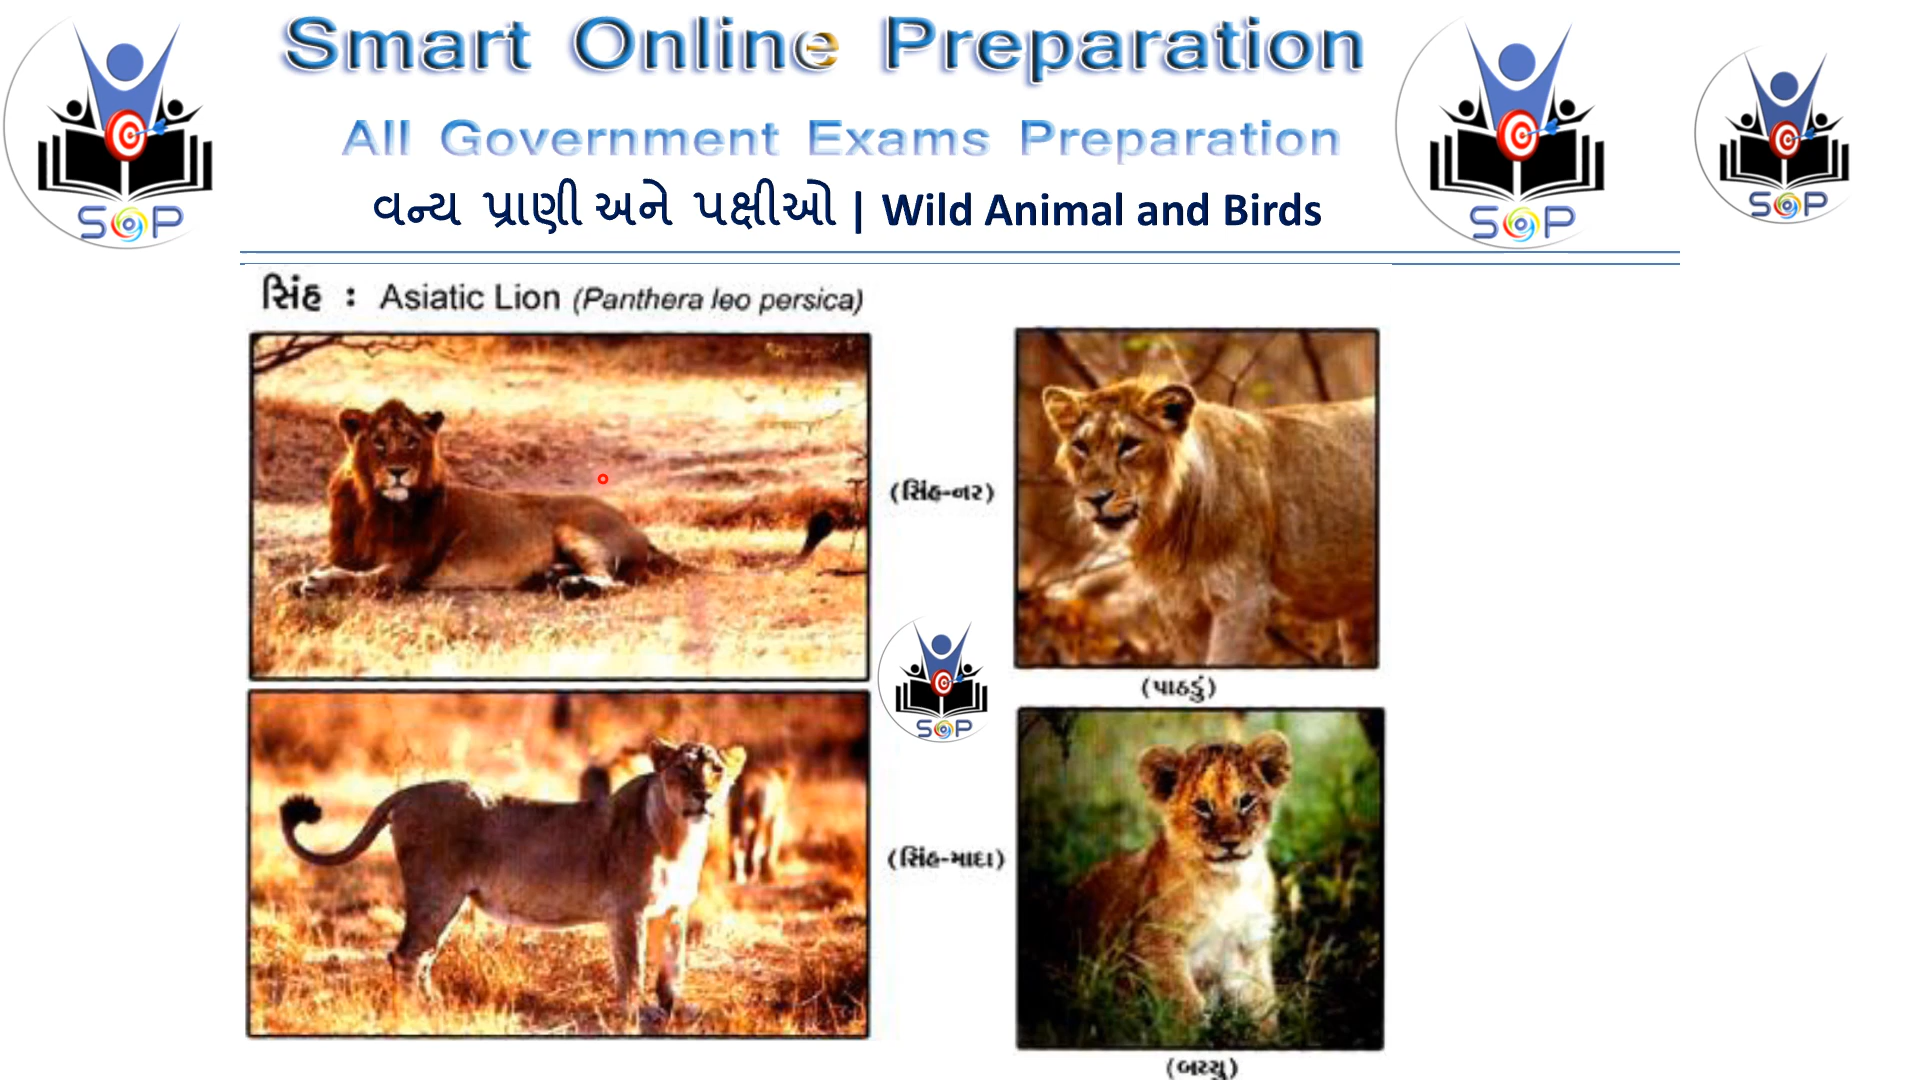 Smart Online Preparation
All Government Exams Preparation
વન્ય પ્રાણી અને પક્ષીઓ | Wild Animal and Birds
સિંહ : Asiatic Lion (Panthera leo persica)
(સિંહ-નર)
(પાઠડું)
(સિંહ-માદા)
(બચ્ચુ)
SOP
SOP
SOP
SOP